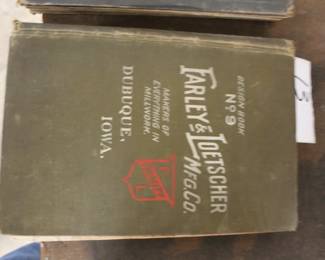 DESIGN BOOK
No 9
FARLEY & LOETSCHER
MFG. CO.
MAKERS OF
EVERYTHING IN
MILLWORK.
DUBUQUE,
IOWA.